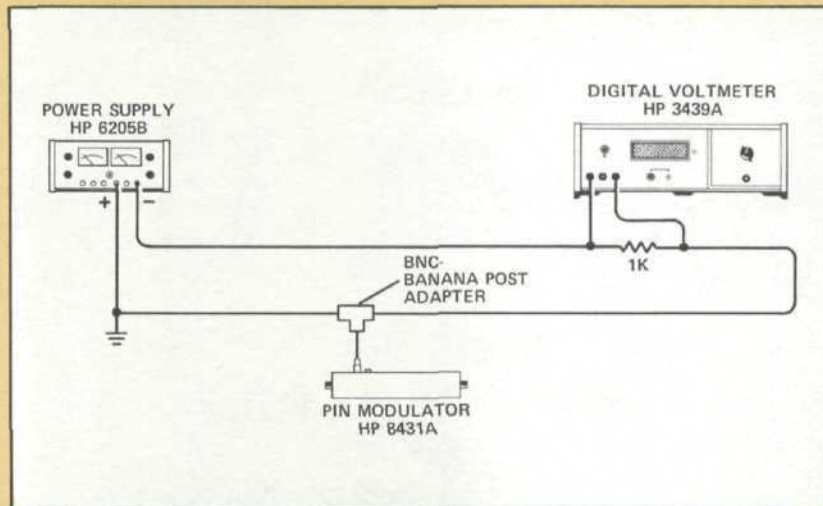 POWER SUPPLY
HP 6205B
+ −
DIGITAL VOLTMETER
HP 3439A
1K
BNC-
BANANA POST
ADAPTER
PIN MODULATOR
HP 8431A